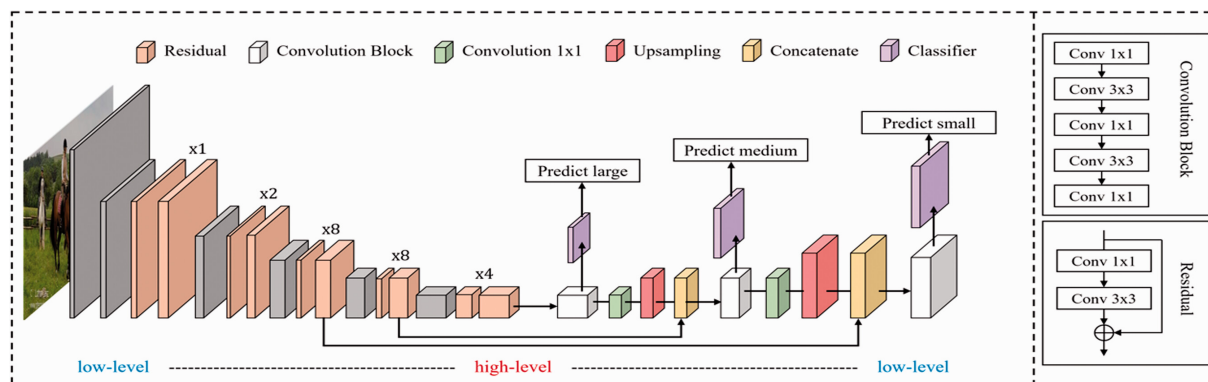 Residual
Convolution Block
Convolution 1x1
Upsampling
Concatenate
Classifier
x1
x2
x8
x8
x4
Predict large
Predict medium
Predict small
low-level
high-level
low-level
Conv 1x1
Conv 3x3
Conv 1x1
Conv 3x3
Conv 1x1
Convolution Block
Conv 1x1
Conv 3x3
Residual